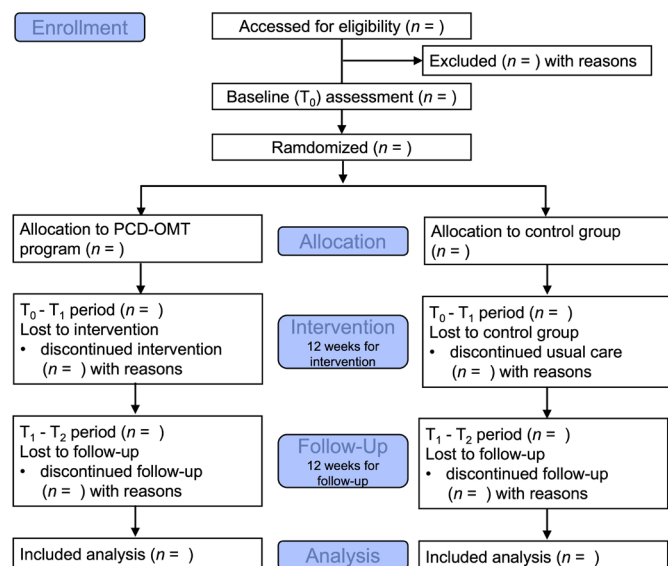 Enrollment
Accessed for eligibility (n = )
Excluded (n = ) with reasons
Baseline (T0) assessment (n = )
Ramdomized (n = )
Allocation to PCD-OMT
program (n = )
Allocation
Allocation to control group
(n = )
T0 - T1 period (n = )
Lost to intervention
• discontinued intervention
(n = ) with reasons
Intervention
12 weeks for
intervention
T0 - T1 period (n = )
Lost to control group
• discontinued usual care
(n = ) with reasons
T1 - T2 period (n = )
Lost to follow-up
• discontinued follow-up
(n = ) with reasons
Follow-Up
12 weeks for
follow-up
T1 - T2 period (n = )
Lost to follow-up
• discontinued follow-up
(n = ) with reasons
Included analysis (n = )
Analysis
Included analysis (n = )